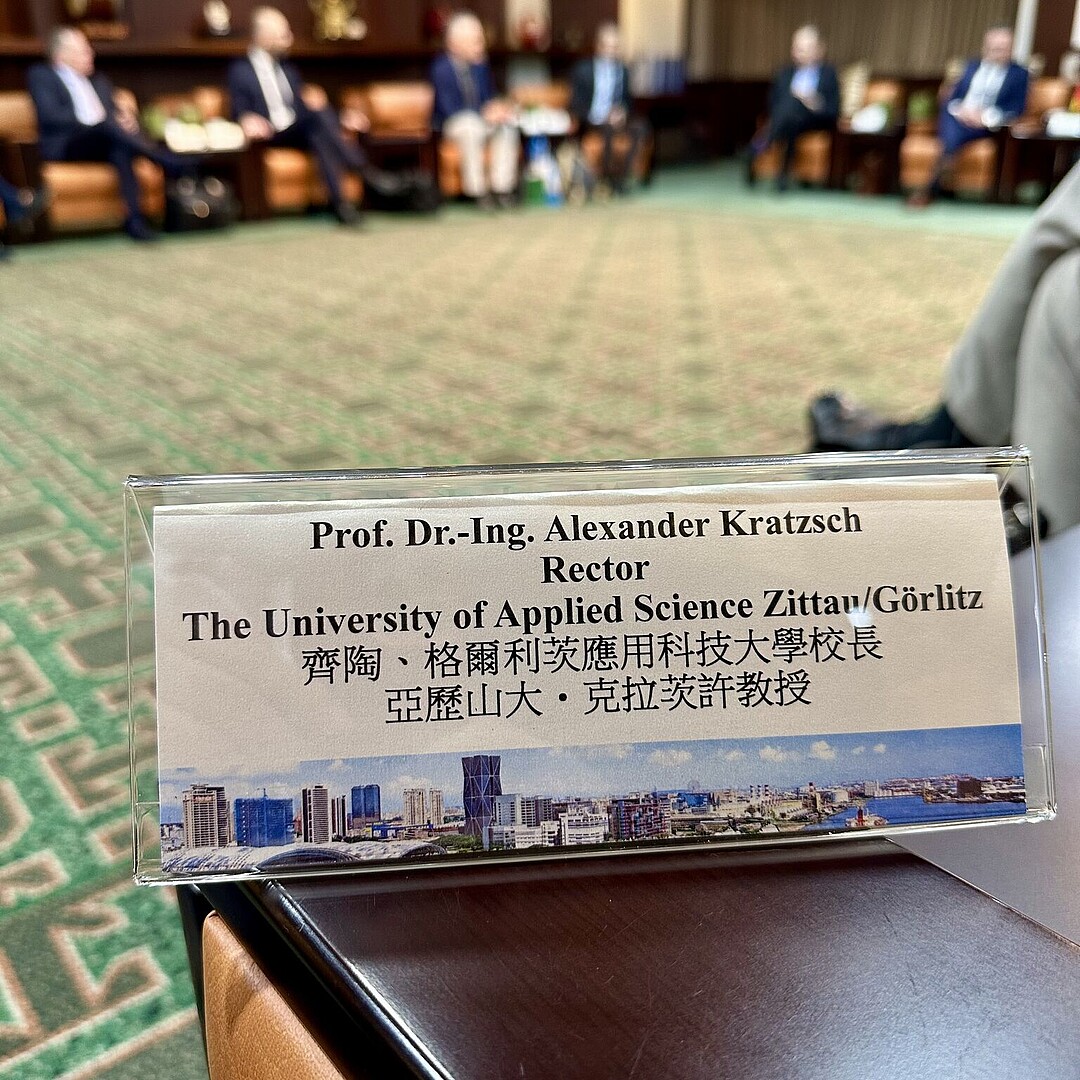 Prof. Dr.-Ing. Alexander Kratzsch
Rector
The University of Applied Science Zittau/Görlitz
齊陶、格爾利茨應用科技大學校長
亞歷山大・克拉茨許教授